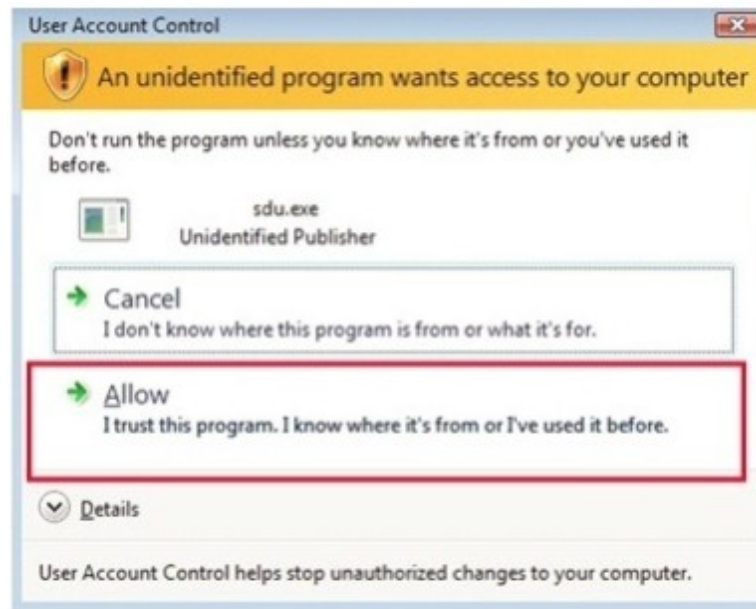 User Account Control
An unidentified program wants access to your computer
Don't run the program unless you know where it's from or you've used it
before.
sdu.exe
Unidentified Publisher
Cancel
I don't know where this program is from or what it's for.
Allow
I trust this program. I know where it's from or I've used it before.
Details
User Account Control helps stop unauthorized changes to your computer.